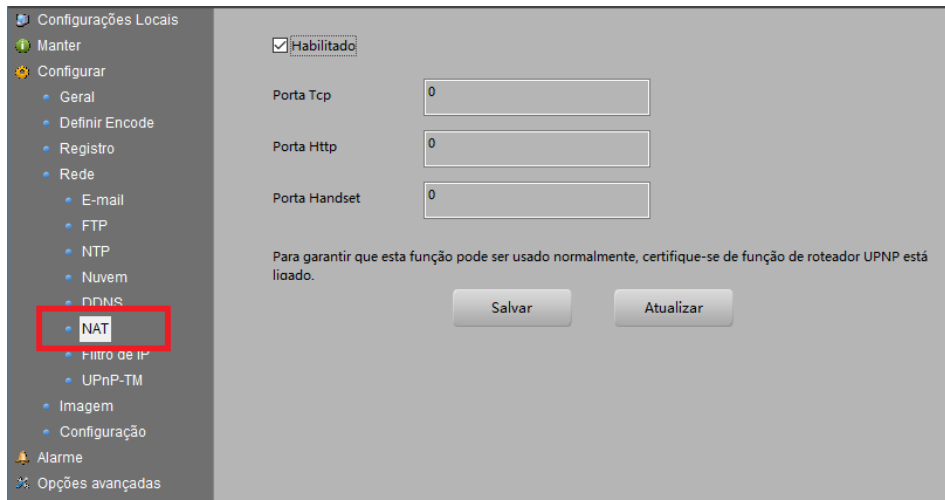 Configurações Locais
Manter
Configurar
Geral
Definir Encode
Registro
Rede
E-mail
FTP
NTP
Nuvem
DDNS
NAT
Filtro de IP
UPnP-TM
Imagem
Configuração
Alarme
Opções avançadas
Habilitado
Porta Tcp
0
Porta Http
0
Porta Handset
0
Para garantir que esta função pode ser usado normalmente, certifique-se de função de roteador UPNP está
ligado.
Salvar
Atualizar